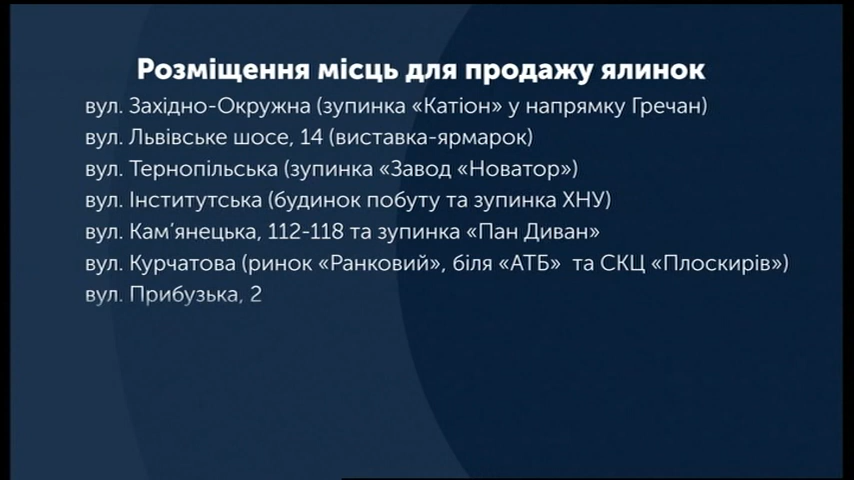 Розміщення місць для продажу ялинок
вул. Західно-Окружна (зупинка «Катіон» у напрямку Гречан)
вул. Львівське шосе, 14 (виставка-ярмарок)
вул. Тернопільська (зупинка «Завод «Новатор»)
вул. Інститутська (будинок побуту та зупинка ХНУ)
вул. Кам'янецька, 112-118 та зупинка «Пан Диван»
вул. Курчатова (ринок «Ранковий», біля «АТБ» та СКЦ «Плоскирів»)
вул. Прибузька, 2